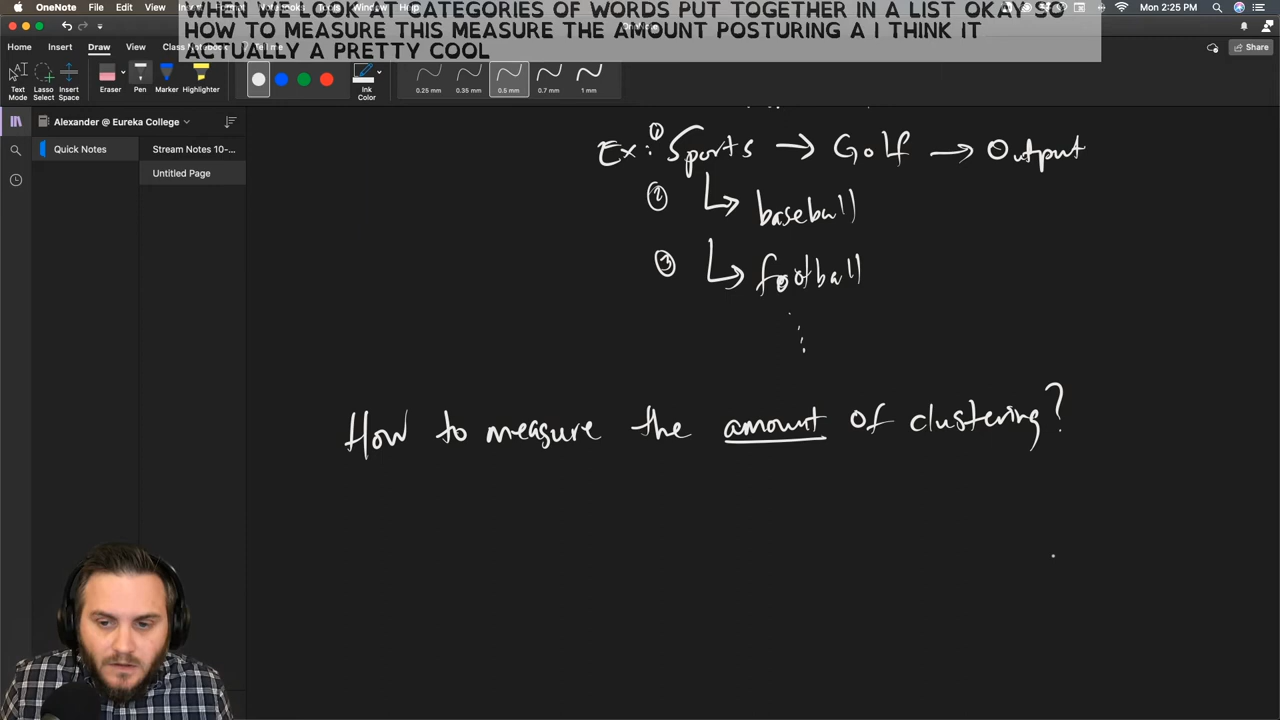 WHEN WE LOOK AT CATEGORIES OF WORDS PUT TOGETHER IN A LIST OKAY SO
HOW TO MEASURE THIS MEASURE THE AMOUNT POSTURING A I THINK IT
ACTUALLY A PRETTY COOL
OneNote File Edit View Window Mon 2:25 PM
Home Insert Draw View Class Notebook Share
Text Mode
Lasso Select
Insert Space
Eraser
Pen
Marker
Highlighter
Ink Color
0.25 mm
0.35 mm
0.5 mm
0.7 mm
1 mm
Alexander @ Eureka College
Quick Notes
Stream Notes 10-...
Untitled Page
Ex: ① Sports → Golf → Output
② baseball
③ football
How to measure the amount of clustering?